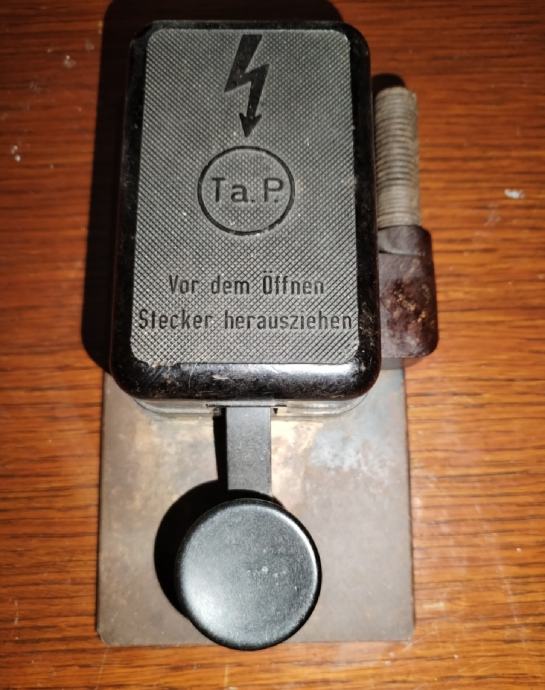 Ta. P.
Vor dem Öffnen
Stecker herausziehen